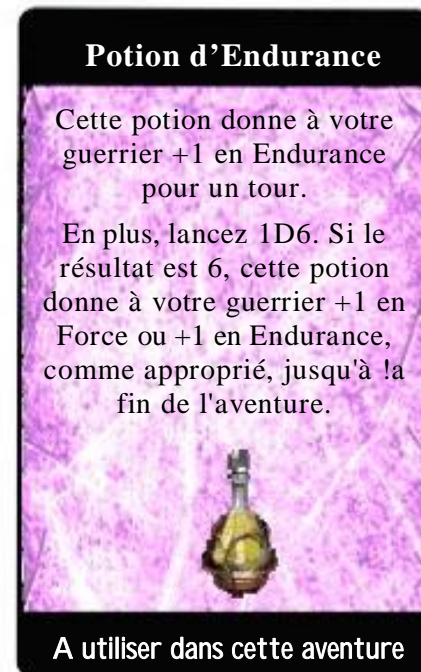 Potion d’Endurance
Cette potion donne à votre
guerrier +1 en Endurance
pour un tour.
En plus, lancez 1D6. Si le
résultat est 6, cette potion
donne à votre guerrier +1 en
Force ou +1 en Endurance,
comme approprié, jusqu'à !a
fin de l'aventure.
A utiliser dans cette aventure